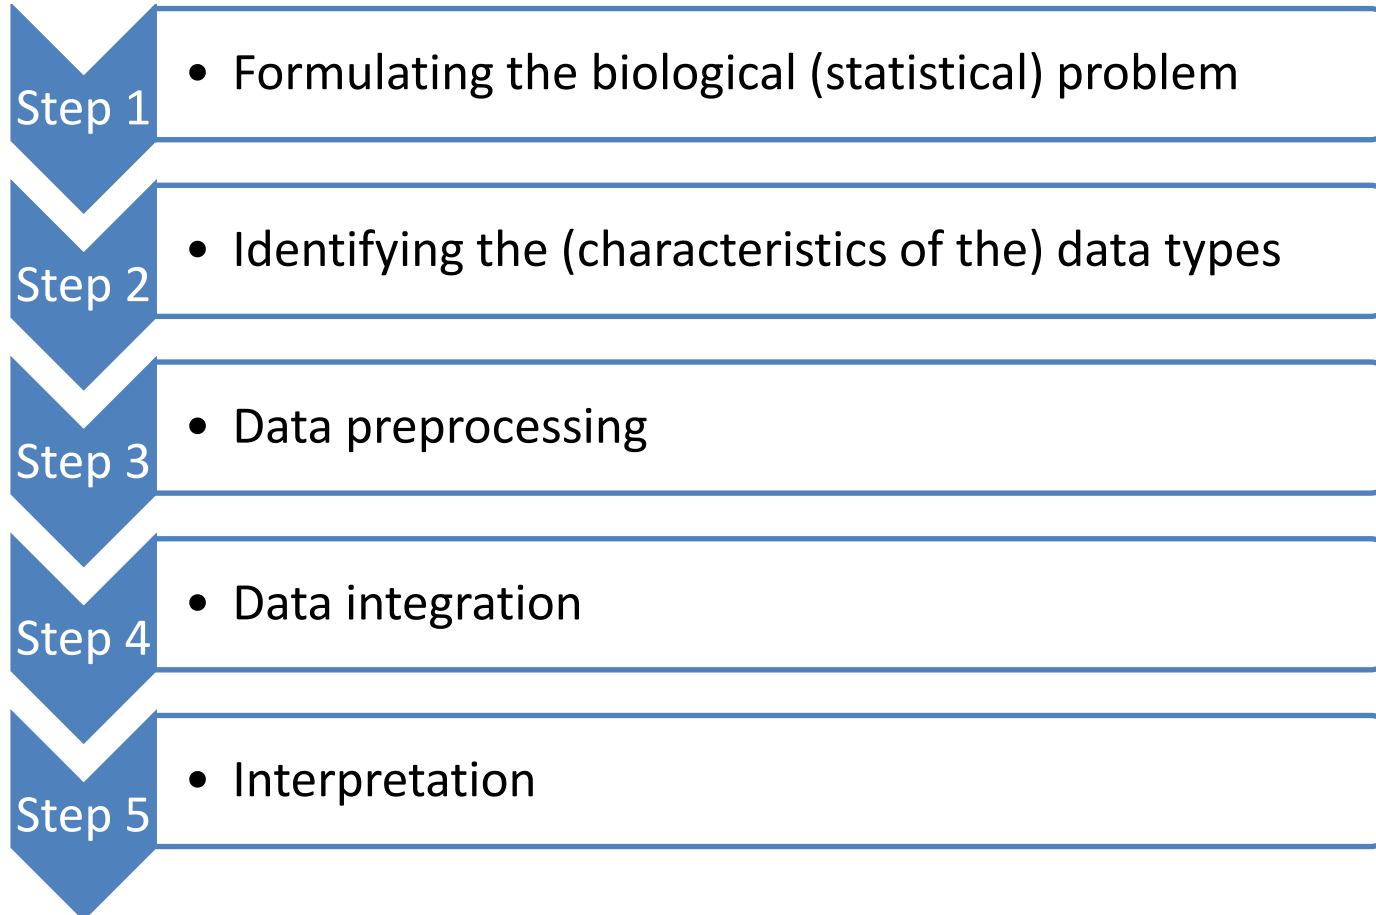 Step 1
• Formulating the biological (statistical) problem
Step 2
• Identifying the (characteristics of the) data types
Step 3
• Data preprocessing
Step 4
• Data integration
Step 5
• Interpretation